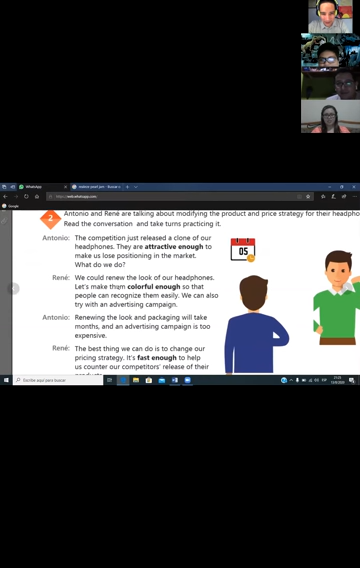 WhatsApp
https://web.whatsapp.com
Google
2
Antonio and René are talking about modifying the product and price strategy for their headpho
Read the conversation and take turns practicing it.
Antonio: The competition just released a clone of our
headphones. They are attractive enough to
make us lose positioning in the market.
What do we do?
René: We could renew the look of our headphones.
Let's make them colorful enough so that
people can recognize them easily. We can also
try with an advertising campaign.
Antonio: Renewing the look and packaging will take
months, and an advertising campaign is too
expensive.
René: The best thing we can do is to change our
pricing strategy. It's fast enough to help
us counter our competitors' release of their
05
Escribe aquí para buscar